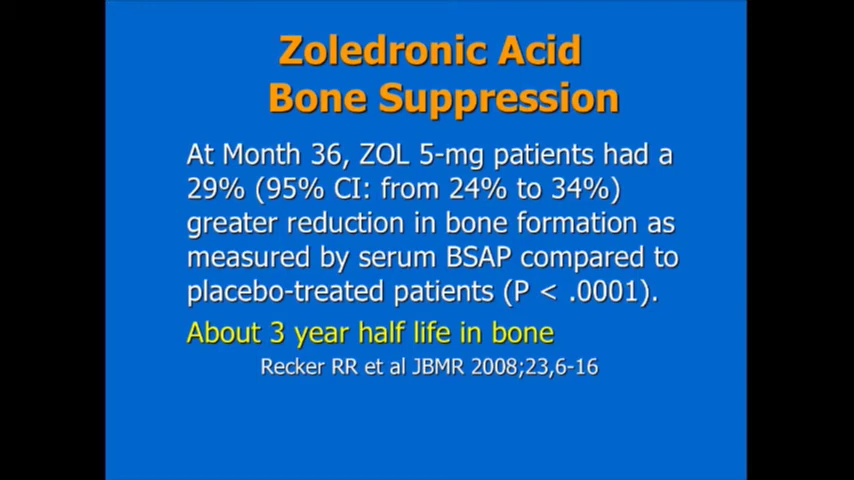 Zoledronic Acid
Bone Suppression
At Month 36, ZOL 5-mg patients had a
29% (95% CI: from 24% to 34%)
greater reduction in bone formation as
measured by serum BSAP compared to
placebo-treated patients (P < .0001).
About 3 year half life in bone
Recker RR et al JBMR 2008;23,6-16